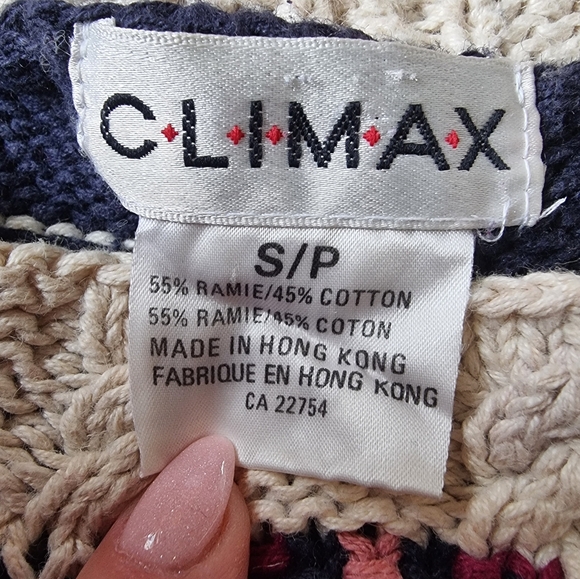 C•L•I•M•A•X
S/P
55% RAMIE/45% COTTON
55% RAMIE/45% COTON
MADE IN HONG KONG
FABRIQUE EN HONG KONG
CA 22754